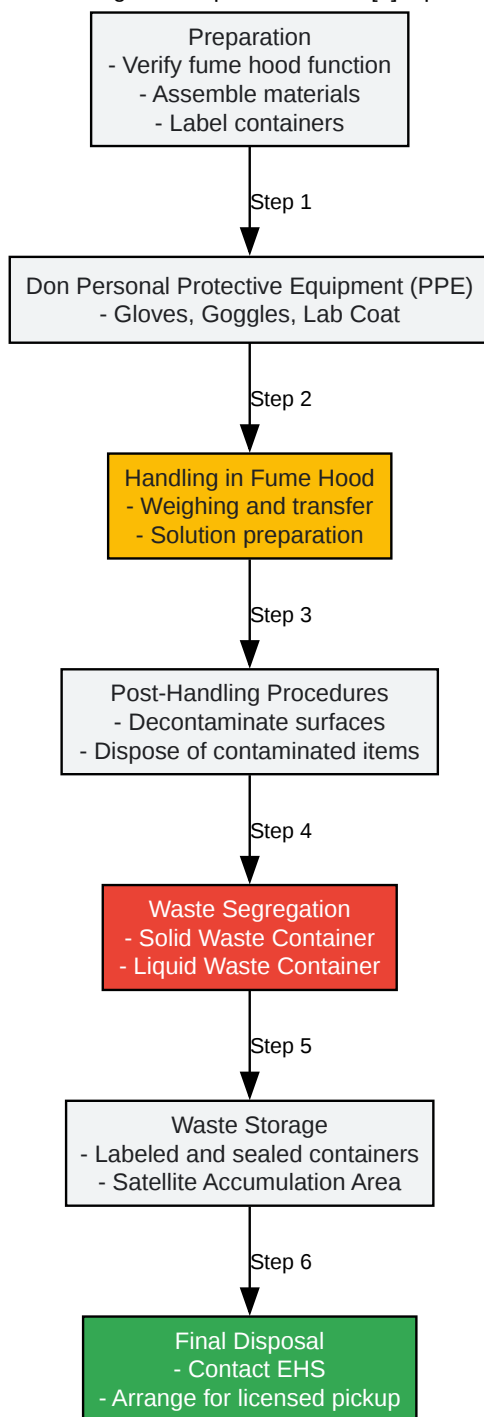 Preparation
- Verify fume hood function
- Assemble materials
- Label containers
Step 1
Don Personal Protective Equipment (PPE)
- Gloves, Goggles, Lab Coat
Step 2
Handling in Fume Hood
- Weighing and transfer
- Solution preparation
Step 3
Post-Handling Procedures
- Decontaminate surfaces
- Dispose of contaminated items
Step 4
Waste Segregation
- Solid Waste Container
- Liquid Waste Container
Step 5
Waste Storage
- Labeled and sealed containers
- Satellite Accumulation Area
Step 6
Final Disposal
- Contact EHS
- Arrange for licensed pickup